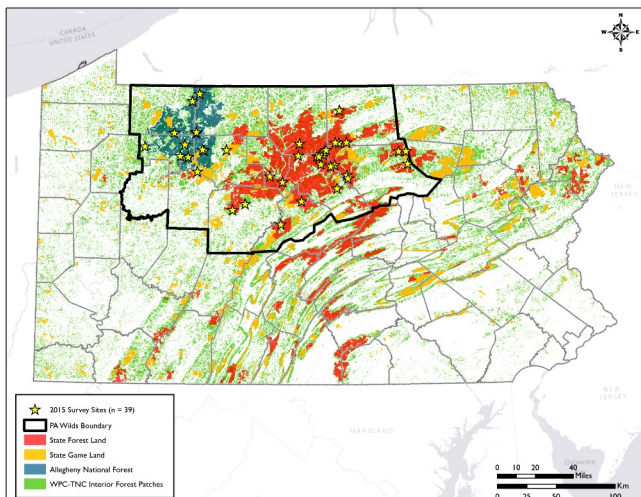 CANADA
UNITED STATES
N
W
E
S
NEW
JERSEY
2015 Survey Sites (n = 39)
PA Wilds Boundary
State Forest Land
State Game Land
Allegheny National Forest
WPC-TNC Interior Forest Patches
MARYLAND
NEW
JERSEY
Delaware
0 10 20 40
Miles
Km
0 25 50 100